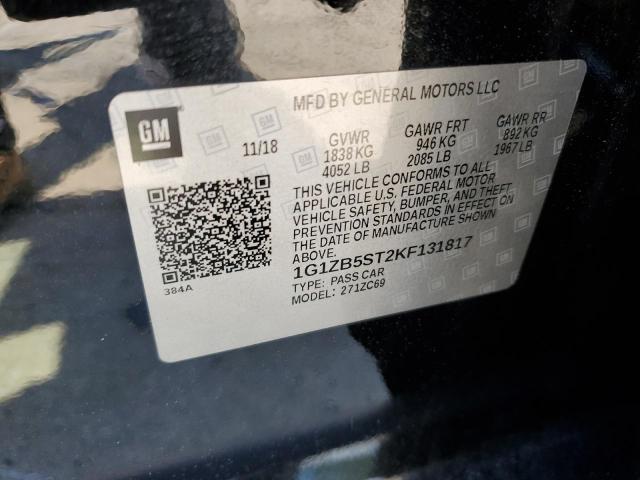 MFD BY GENERAL MOTORS LLC
GM
11/18
GVWR
1838 KG
4052 LB
GAWR FRT
946 KG
2085 LB
GAWR RR
892 KG
1967 LB
THIS VEHICLE CONFORMS TO ALL
APPLICABLE U.S. FEDERAL MOTOR
VEHICLE SAFETY, BUMPER, AND THEFT
PREVENTION STANDARDS IN EFFECT ON
THE DATE OF MANUFACTURE SHOWN
ABOVE.
1G1ZB5ST2KF131817
TYPE: PASS CAR
MODEL: 271ZC69
384A